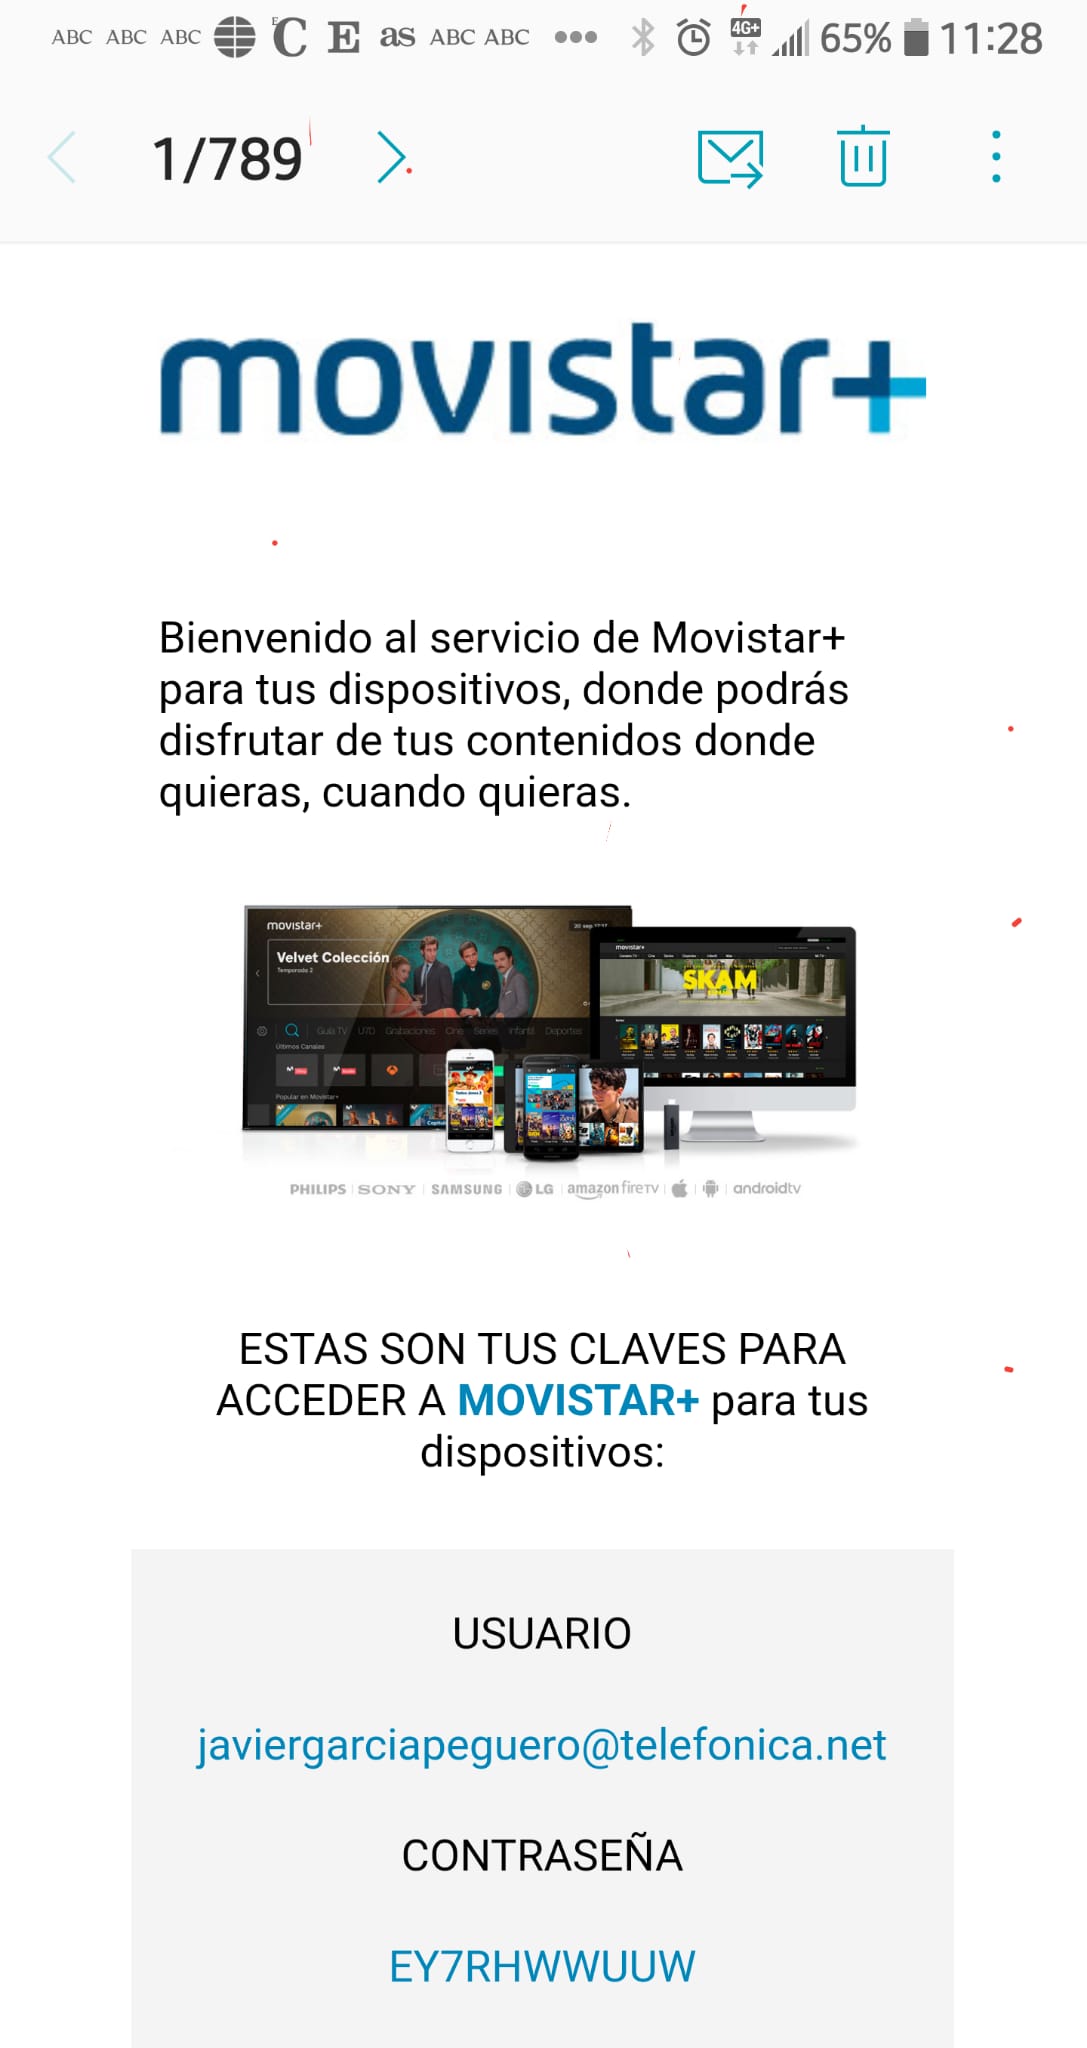 ABC ABC ABC C E as ABC ABC 4G+ 65% 11:28
1/789
movistar+
Bienvenido al servicio de Movistar+
para tus dispositivos, donde podrás
disfrutar de tus contenidos donde
quieras, cuando quieras.
movistar+
Velvet Colección
Temporada 2
Guía TV U7D Grabaciones Cine Series Infantil Deportes
Últimos Canales
Popular en Movistar+
movistar+
SKAM
PHILIPS SONY SAMSUNG LG amazon fireTV androidtv
ESTAS SON TUS CLAVES PARA
ACCEDER A MOVISTAR+ para tus
dispositivos:
USUARIO
javiergarciapeguero@telefonica.net
CONTRASEÑA
EY7RHWWUUW